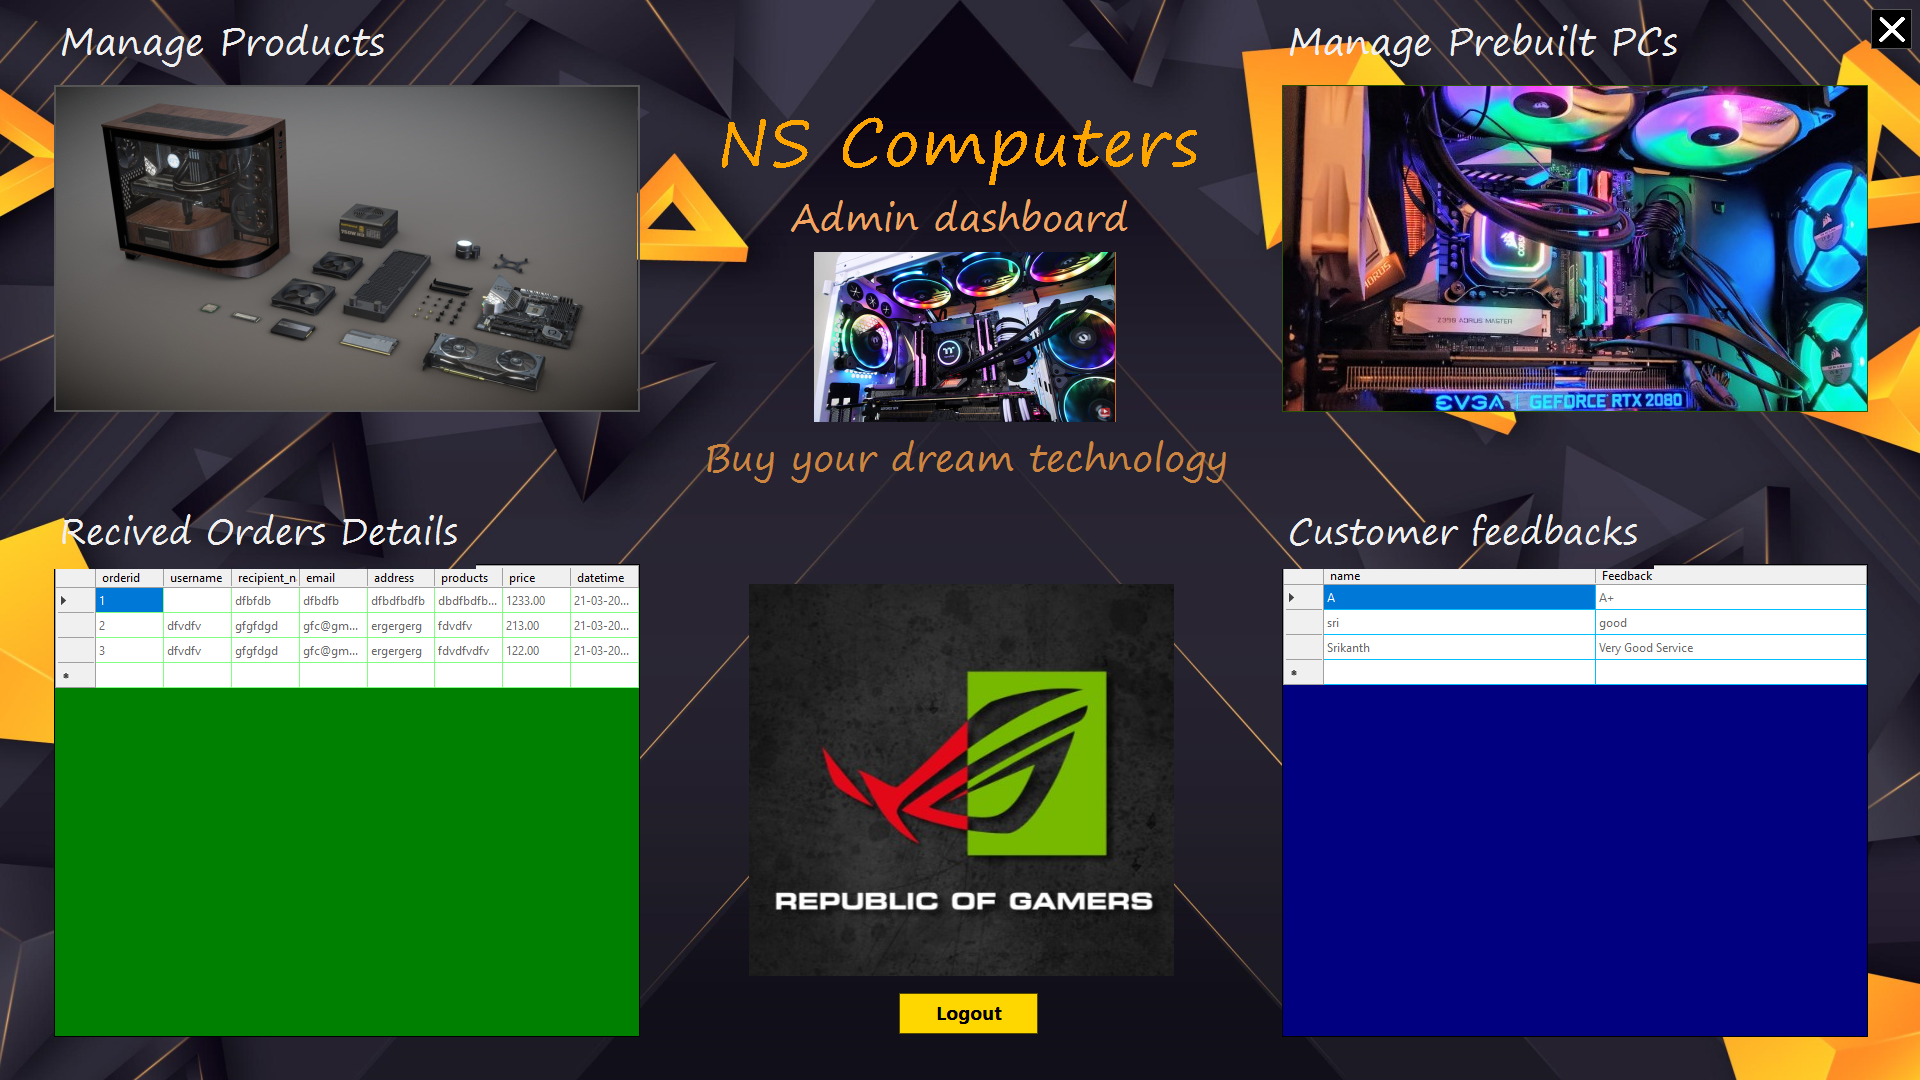 Manage Products
Manage Prebuilt PCs
NS Computers
Admin dashboard
Z390 AORUS MASTER
EVGA | GEFORCE RTX 2080
Buy your dream technology
Recived Orders Details
orderid username recipient_n email address products price datetime
1 dfbfdb dfbdfb dfbdfbdfb dbdfbdfb... 1233.00 21-03-20...
2 dfvdfv gfgfdgd gfc@gm... ergergerg fdvdfv 213.00 21-03-20...
3 dfvdfv gfgfdgd gfc@gm... ergergerg fdvdfvdfv 122.00 21-03-20...
Customer feedbacks
name Feedback
A A+
sri good
Srikanth Very Good Service
REPUBLIC OF GAMERS
Logout